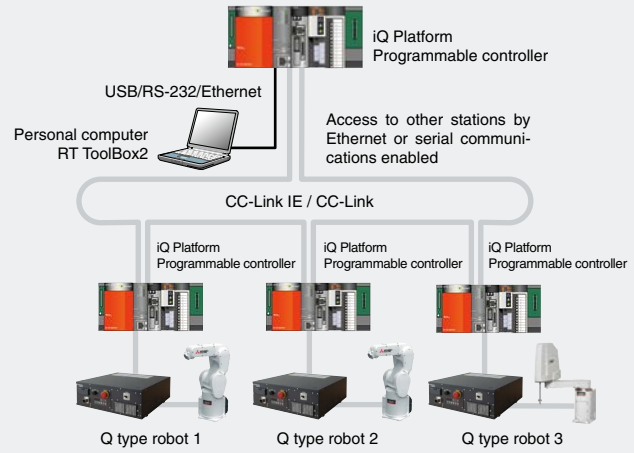 iQ Platform
Programmable controller
USB/RS-232/Ethernet
Personal computer
RT ToolBox2
Access to other stations by
Ethernet or serial communi-
cations enabled
CC-Link IE / CC-Link
iQ Platform
Programmable controller
iQ Platform
Programmable controller
iQ Platform
Programmable controller
Q type robot 1
Q type robot 2
Q type robot 3